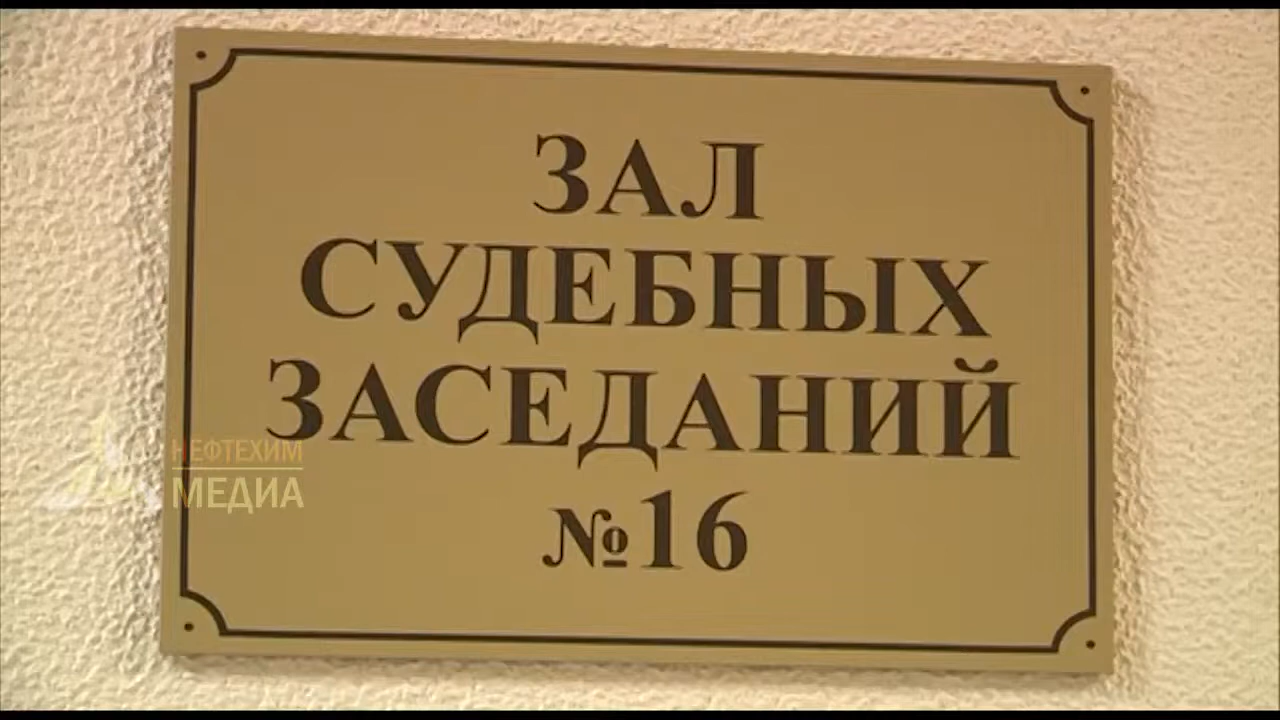 ЗАЛ
СУДЕБНЫХ
ЗАСЕДАНИЙ
№16
НЕФТЕХИМ
МЕДИА